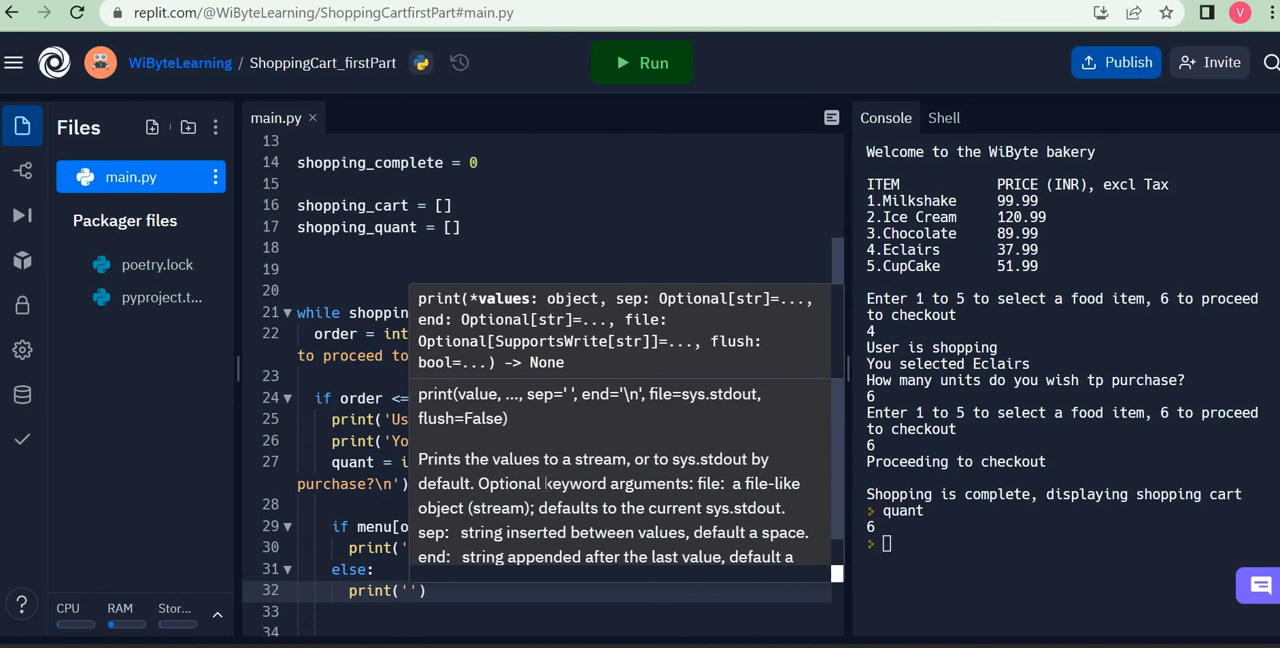 replit.com/@WiByteLearning/ShoppingCartfirstPart#main.py
V
WiByteLearning / ShoppingCart_firstPart
Run
Publish
Invite
Files
main.py
Packager files
poetry.lock
pyproject.t...
CPU RAM Stor...
?
main.py ×
13
14 shopping_complete = 0
15
16 shopping_cart = []
17 shopping_quant = []
18
19
20
21 while shoppin
22 order = int
to proceed to
23
24 if order <=
25 print('Us
26 print('Yo
27 quant = i
purchase?\n')
28
29 if menu[o
30 print('
31 else:
32 print('')
33
34
print(*values: object, sep: Optional[str]=...,
end: Optional[str]=..., file:
Optional[SupportsWrite[str]]=..., flush:
bool=...) -> None
print(value, ..., sep=' ', end='\n', file=sys.stdout,
flush=False)
Prints the values to a stream, or to sys.stdout by
default. Optional keyword arguments: file: a file-like
object (stream); defaults to the current sys.stdout.
sep: string inserted between values, default a space.
end: string appended after the last value, default a
Console Shell
Welcome to the WiByte bakery
ITEM PRICE (INR), excl Tax
1.Milkshake 99.99
2.Ice Cream 120.99
3.Chocolate 89.99
4.Eclairs 37.99
5.CupCake 51.99
Enter 1 to 5 to select a food item, 6 to proceed
to checkout
4
User is shopping
You selected Eclairs
How many units do you wish tp purchase?
6
Enter 1 to 5 to select a food item, 6 to proceed
to checkout
6
Proceeding to checkout
Shopping is complete, displaying shopping cart
quant
6